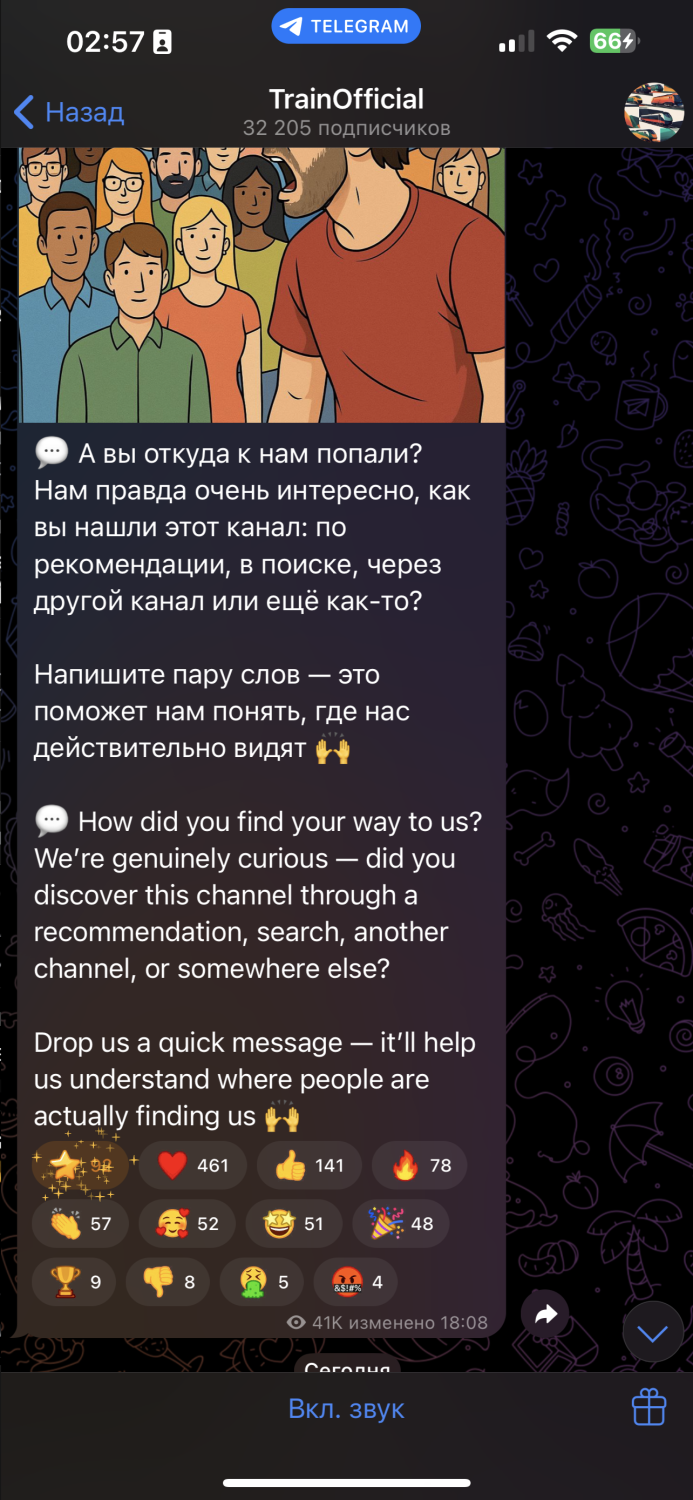 02:57
TELEGRAM
66
Назад
TrainOfficial
32 205 подписчиков
💬 А вы откуда к нам попали?
Нам правда очень интересно, как
вы нашли этот канал: по
рекомендации, в поиске, через
другой канал или ещё как-то?
Напишите пару слов — это
поможет нам понять, где нас
действительно видят 🙌
💬 How did you find your way to us?
We’re genuinely curious — did you
discover this channel through a
recommendation, search, another
channel, or somewhere else?
Drop us a quick message — it’ll help
us understand where people are
actually finding us 🙌
❤️ 461 👍 141 🔥 78
👏 57 🥰 52 🤩 51 🎉 48
🏆 9 👎 8 🤮 5 🤬 4
41K изменено 18:08
Сегодня
Вкл. звук